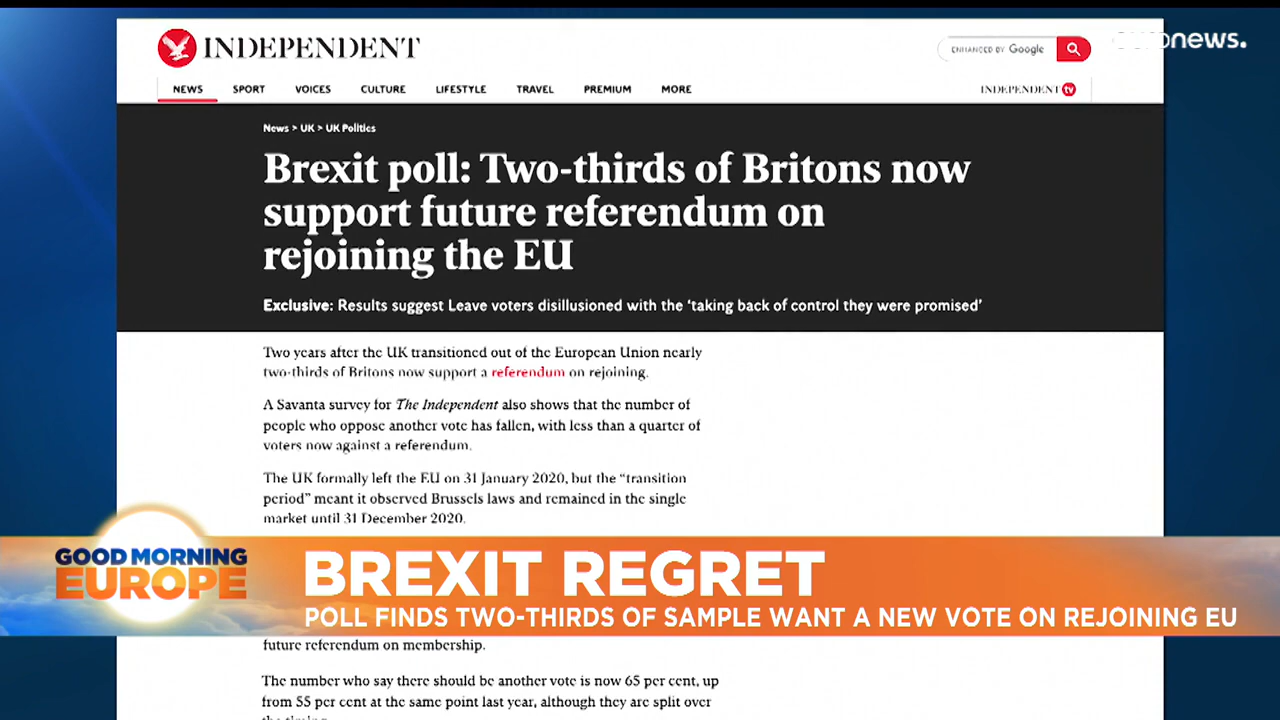 INDEPENDENT
ENHANCED BY Google
news.
NEWS SPORT VOICES CULTURE LIFESTYLE TRAVEL PREMIUM MORE
INDEPENDENT tv
News > UK > UK Politics
Brexit poll: Two-thirds of Britons now
support future referendum on
rejoining the EU
Exclusive: Results suggest Leave voters disillusioned with the ‘taking back of control they were promised’
Two years after the UK transitioned out of the European Union nearly
two-thirds of Britons now support a referendum on rejoining.
A Savanta survey for The Independent also shows that the number of
people who oppose another vote has fallen, with less than a quarter of
voters now against a referendum.
The UK formally left the EU on 31 January 2020, but the “transition
period” meant it observed Brussels laws and remained in the single
market until 31 December 2020.
GOOD MORNING
EUROPE
BREXIT REGRET
POLL FINDS TWO-THIRDS OF SAMPLE WANT A NEW VOTE ON REJOINING EU
future referendum on membership.
The number who say there should be another vote is now 65 per cent, up
from 55 per cent at the same point last year, although they are split over